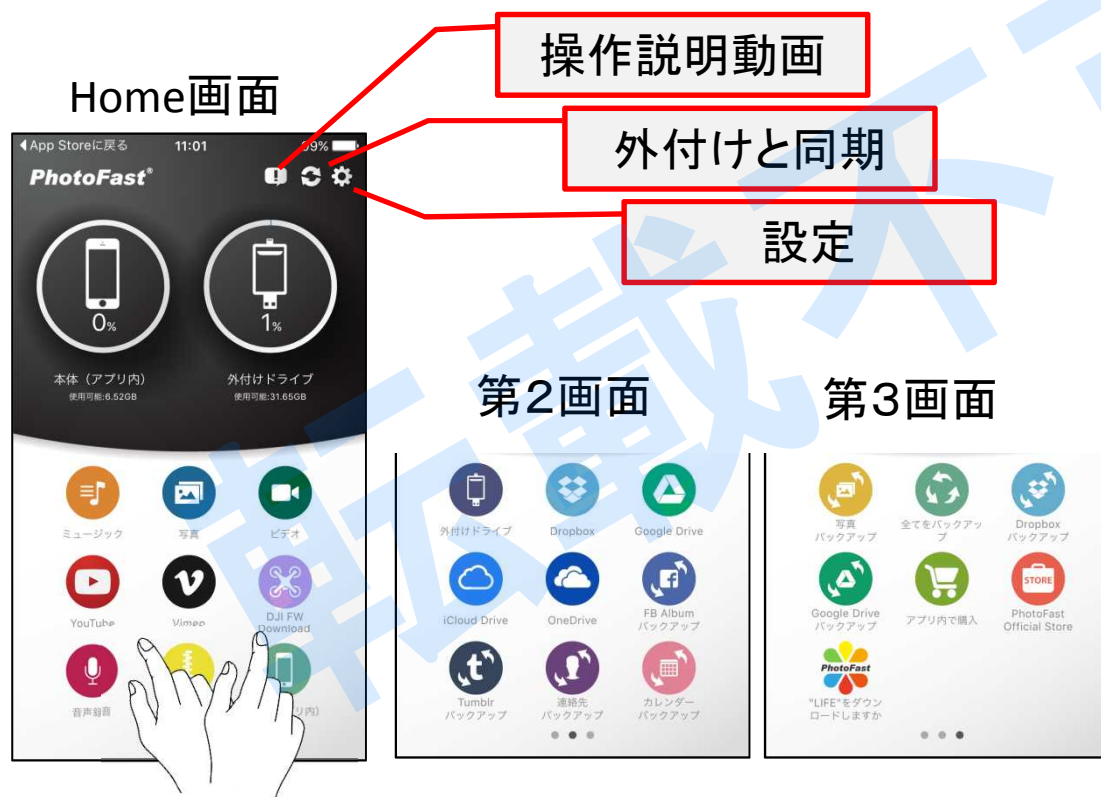 操作説明動画
Home画面
外付けと同期
設定
App Storeに戻る 11:01 99%
PhotoFast®
0%
1%
本体（アプリ内）
使用可能:6.52GB
外付けドライブ
使用可能:31.65GB
ミュージック
写真
ビデオ
YouTube
Vimeo
DJI FW
Download
音声録音
リ内)
第2画面
外付けドライブ
Dropbox
Google Drive
iCloud Drive
OneDrive
FB Album
バックアップ
Tumblr
バックアップ
連絡先
バックアップ
カレンダー
バックアップ
第3画面
写真
バックアップ
全てをバックアッ
プ
Dropbox
バックアップ
Google Drive
バックアップ
アプリ内で購入
STORE
PhotoFast
Official Store
PhotoFast
"LIFE"をダウン
ロードしますか
転載不